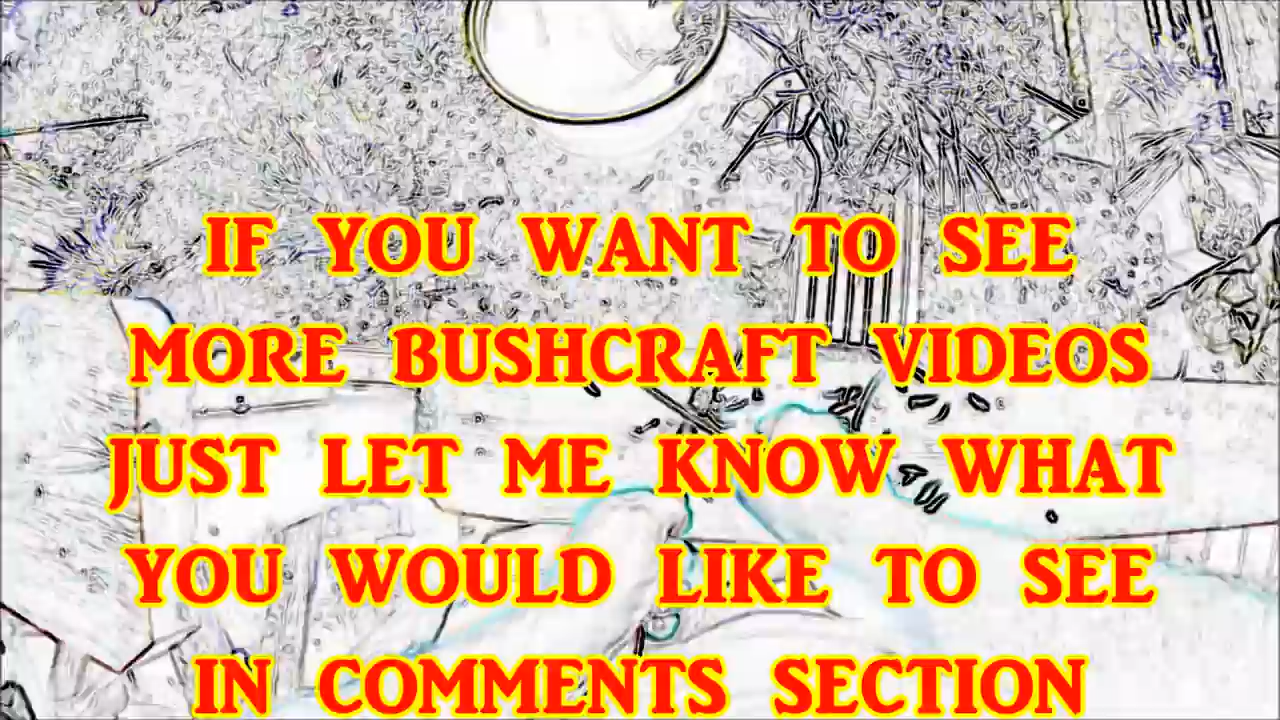 IF YOU WANT TO SEE
MORE BUSHCRAFT VIDEOS
JUST LET ME KNOW WHAT
YOU WOULD LIKE TO SEE
IN COMMENTS SECTION